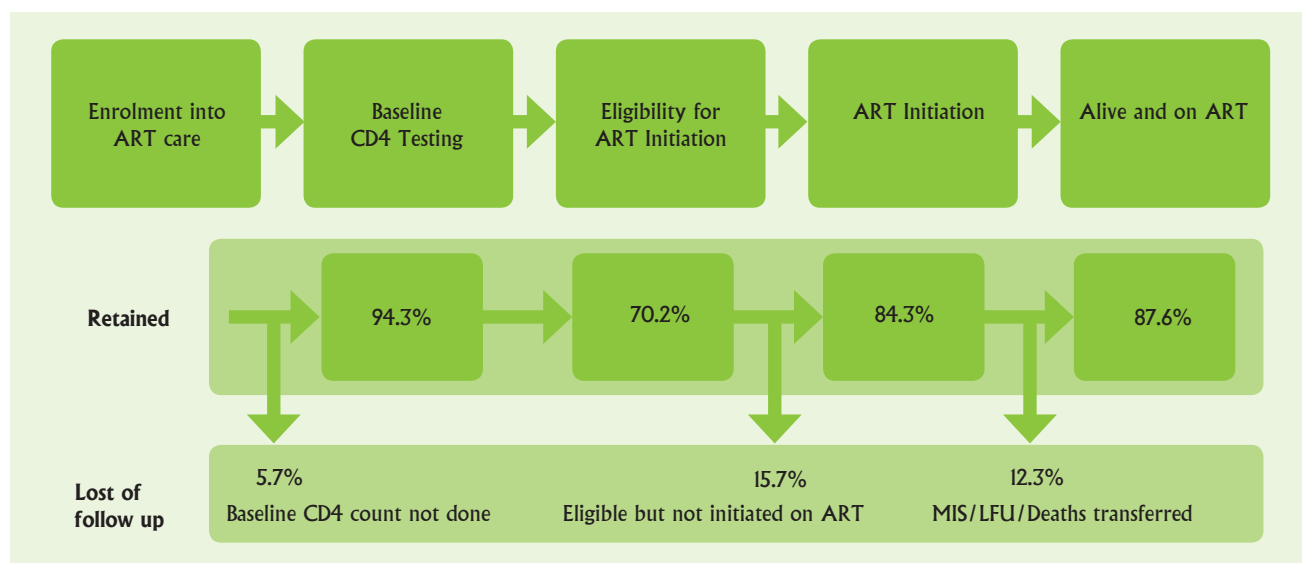 Enrolment into
ART care
Baseline
CD4 Testing
Eligibility for
ART Initiation
ART Initiation
Alive and on ART
Retained
94.3%
70.2%
84.3%
87.6%
Lost of
follow up
5.7%
Baseline CD4 count not done
15.7%
Eligible but not initiated on ART
12.3%
MIS/LFU/Deaths transferred